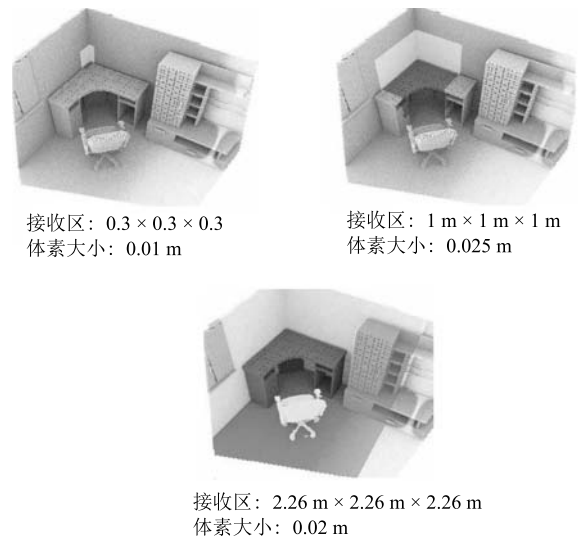 接收区：0.3 × 0.3 × 0.3
体素大小：0.01 m
接收区：1 m × 1 m × 1 m
体素大小：0.025 m
接收区：2.26 m × 2.26 m × 2.26 m
体素大小：0.02 m